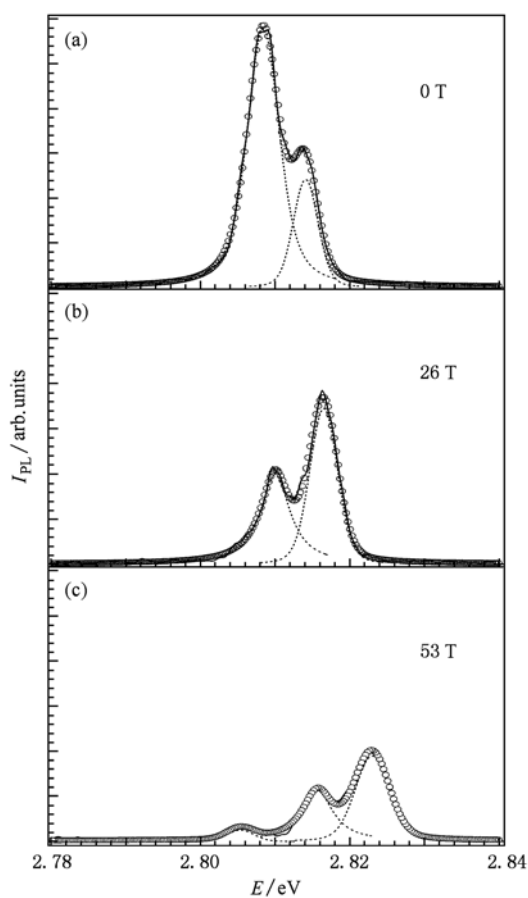 (a)
0 T
(b)
26 T
I_PL / arb. units
(c)
53 T
2.78 2.80 2.82 2.84
E / eV